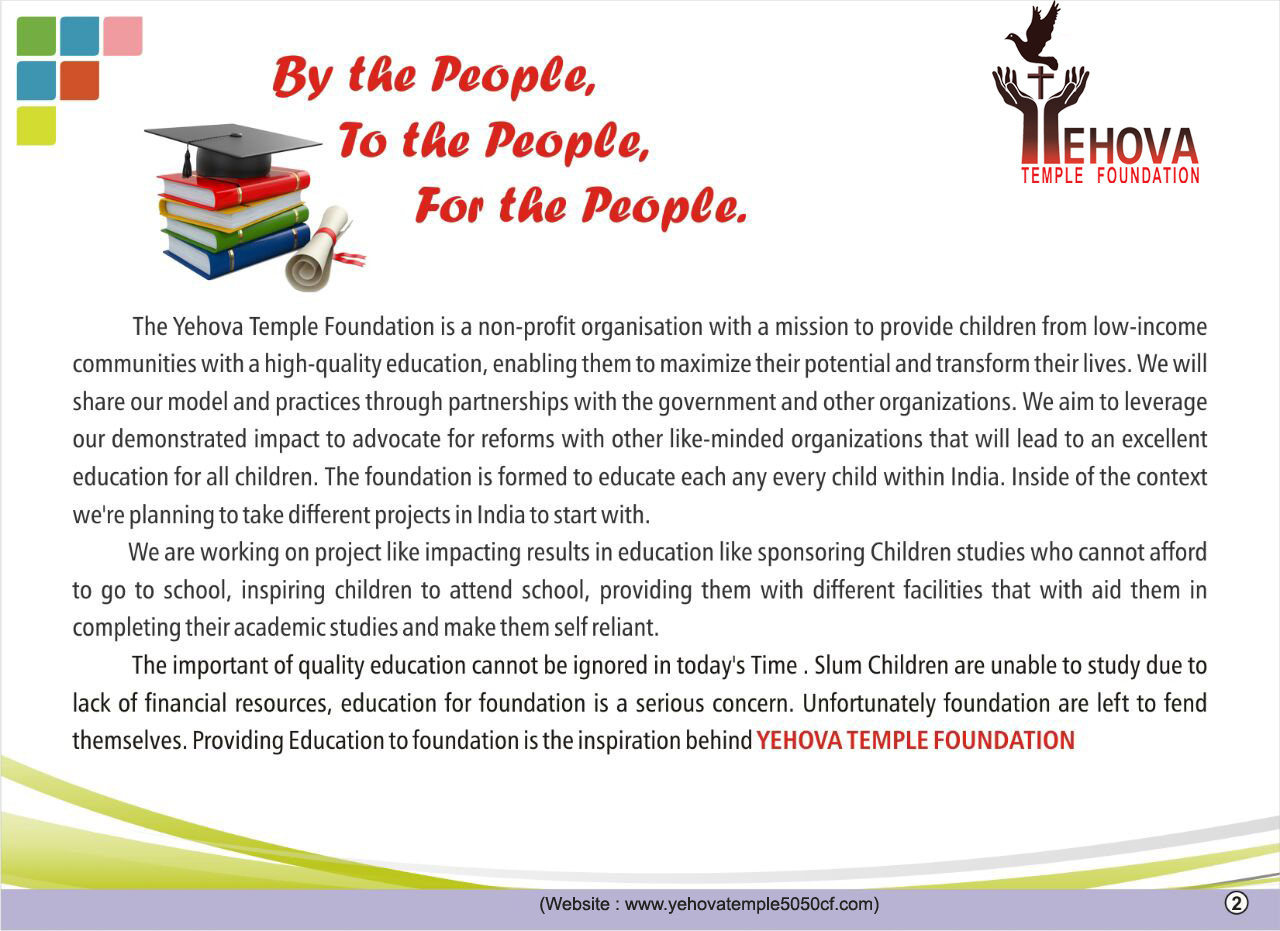 By the People,
To the People,
For the People.
YEHOVA
TEMPLE FOUNDATION
The Yehova Temple Foundation is a non-profit organisation with a mission to provide children from low-income
communities with a high-quality education, enabling them to maximize their potential and transform their lives. We will
share our model and practices through partnerships with the government and other organizations. We aim to leverage
our demonstrated impact to advocate for reforms with other like-minded organizations that will lead to an excellent
education for all children. The foundation is formed to educate each any every child within India. Inside of the context
we're planning to take different projects in India to start with.
We are working on project like impacting results in education like sponsoring Children studies who cannot afford
to go to school, inspiring children to attend school, providing them with different facilities that with aid them in
completing their academic studies and make them self reliant.
The important of quality education cannot be ignored in today's Time . Slum Children are unable to study due to
lack of financial resources, education for foundation is a serious concern. Unfortunately foundation are left to fend
themselves. Providing Education to foundation is the inspiration behind YEHOVA TEMPLE FOUNDATION
(Website : www.yehovatemple5050cf.com)
2